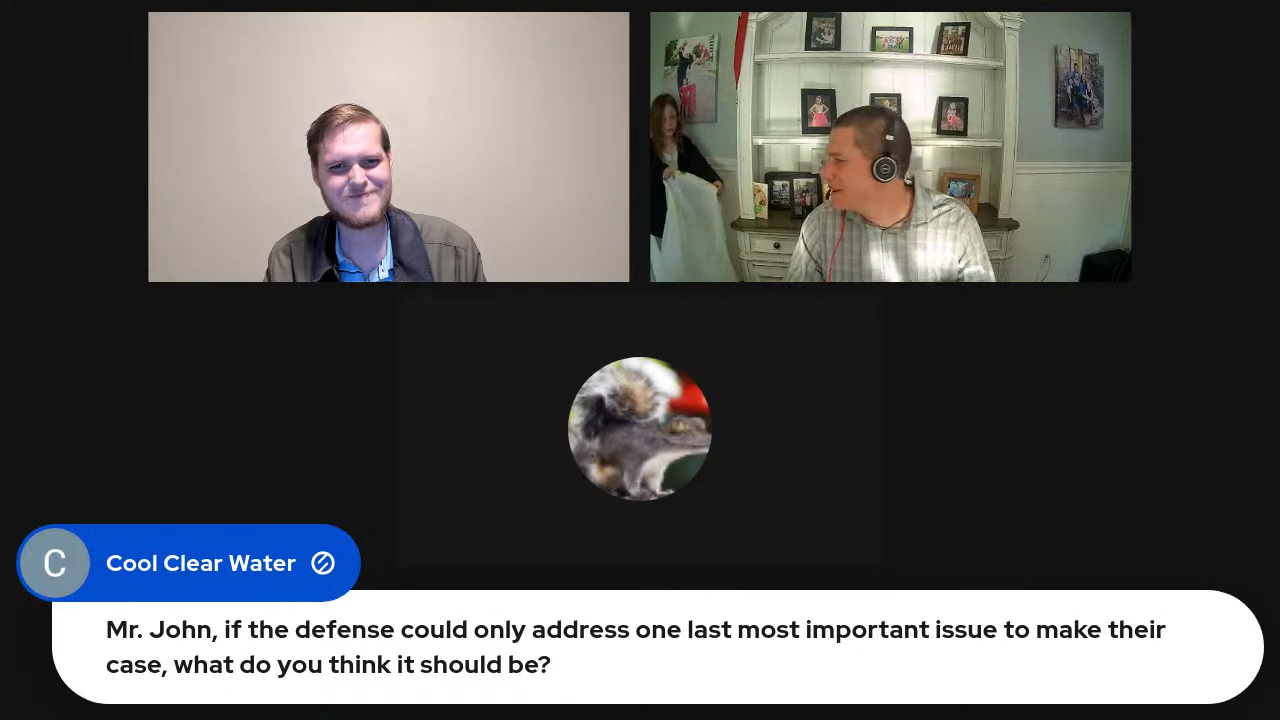 C
Cool Clear Water
Mr. John, if the defense could only address one last most important issue to make their
case, what do you think it should be?